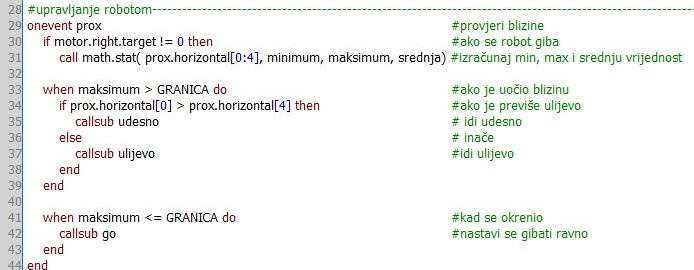 28 #upravljanje robotom------------------------------------------------------------------------------------------
29 onevent prox #provjeri blizine
30 if motor.right.target != 0 then #ako se robot giba
31 call math.stat( prox.horizontal[0:4], minimum, maksimum, srednja) #izračunaj min, max i srednju vrijednost
32
33 when maksimum > GRANICA do #ako je uočio blizinu
34 if prox.horizontal[0] > prox.horizontal[4] then #ako je previše ulijevo
35 callsub udesno # idi udesno
36 else # inače
37 callsub ulijevo #idi ulijevo
38 end
39 end
40
41 when maksimum <= GRANICA do #kad se okrenio
42 callsub go #nastavi se gibati ravno
43 end
44 end